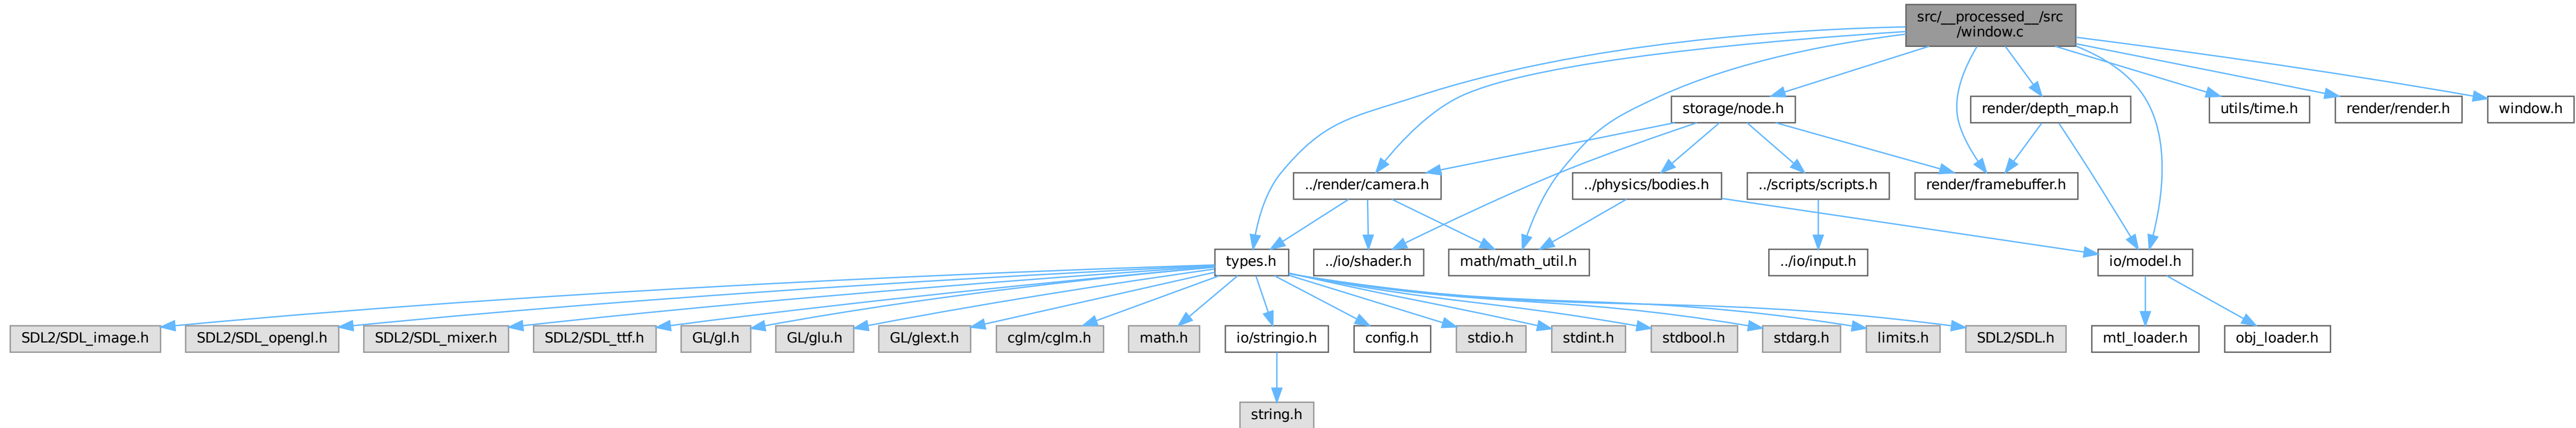 src/__processed__/src
/window.c
storage/node.h
render/depth_map.h
utils/time.h
render/render.h
window.h
../render/camera.h
../physics/bodies.h
../scripts/scripts.h
render/framebuffer.h
types.h
../io/shader.h
math/math_util.h
../io/input.h
io/model.h
SDL2/SDL_image.h
SDL2/SDL_opengl.h
SDL2/SDL_mixer.h
SDL2/SDL_ttf.h
GL/gl.h
GL/glu.h
GL/glext.h
cglm/cglm.h
math.h
io/stringio.h
config.h
stdio.h
stdint.h
stdbool.h
stdarg.h
limits.h
SDL2/SDL.h
mtl_loader.h
obj_loader.h
string.h